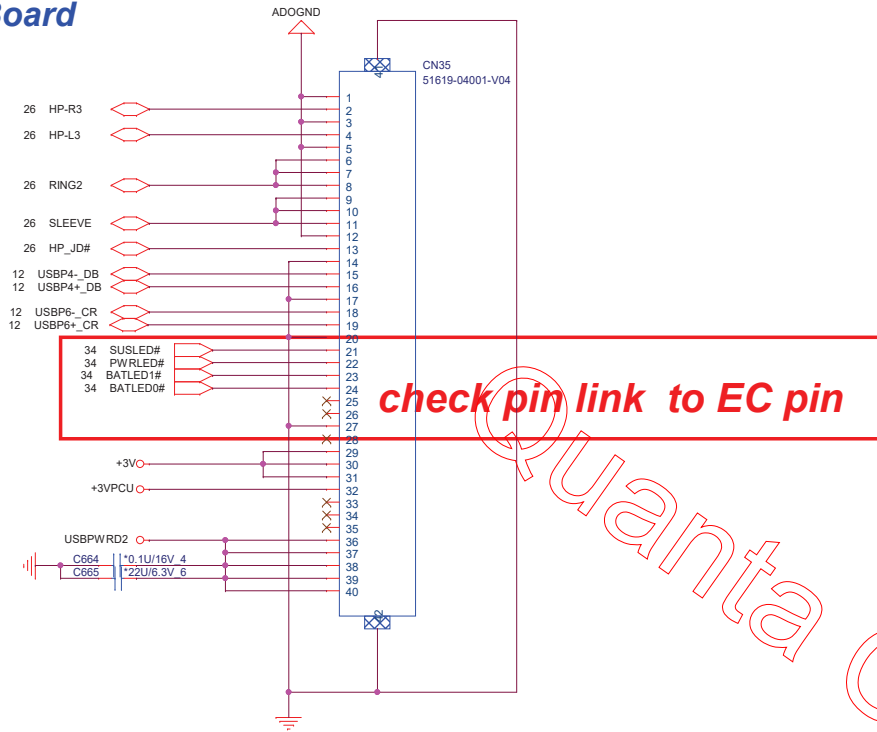 Board
ADOGND
CN35
51619-04001-V04
41
1
26 HP-R3 2
3
26 HP-L3 4
5
6
7
26 RING2 8
9
10
26 SLEEVE 11
12
26 HP_JD# 13
14
12 USBP4-_DB 15
12 USBP4+_DB 16
17
12 USBP6-_CR 18
12 USBP6+_CR 19
20
34 SUSLED# 21
34 PWRLED# 22
34 BATLED1# 23
34 BATLED0# 24
check pin link to EC pin
25
26
27
28
29
+3V 30
31
+3VPCU 32
33
34
35
USBPWRD2 36
37
C664 *0.1U/16V_4 38
C665 *22U/6.3V_6 39
40
42
Quanta